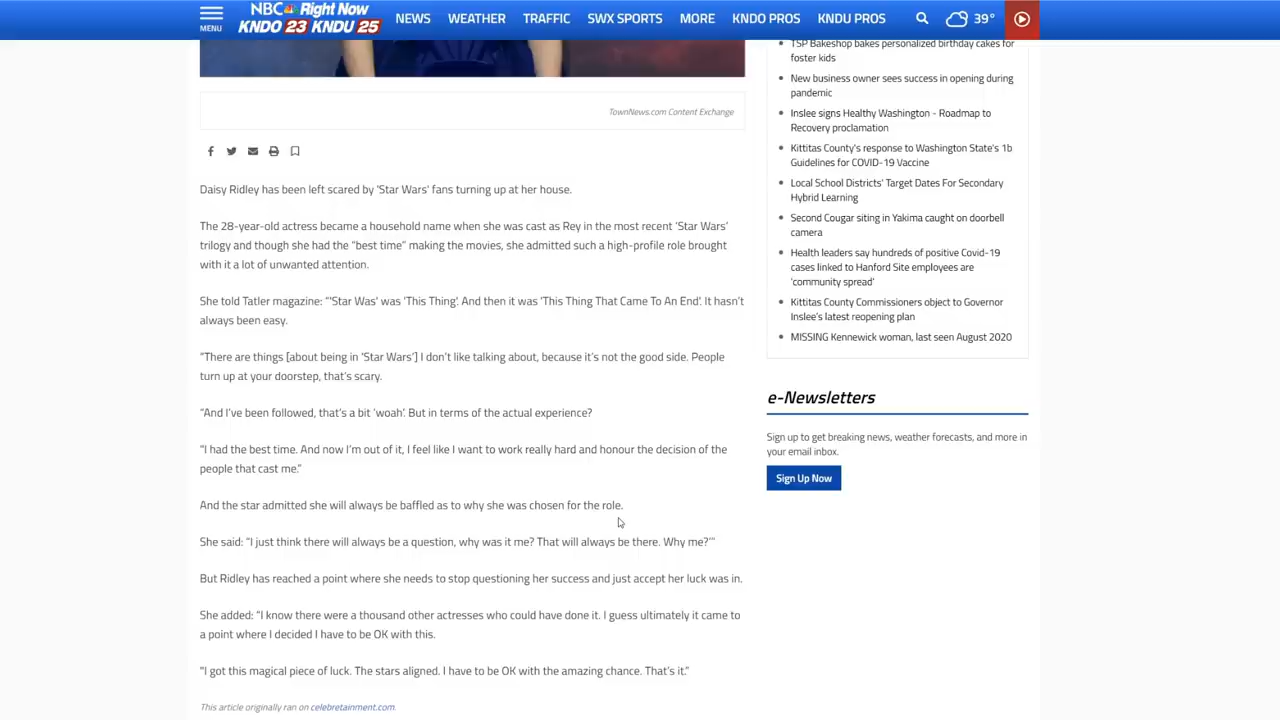 MENU
NBC Right Now
KNDO 23 KNDU 25
NEWS
WEATHER
TRAFFIC
SWX SPORTS
MORE
KNDO PROS
KNDU PROS
39°
TownNews.com Content Exchange
Daisy Ridley has been left scared by 'Star Wars' fans turning up at her house.
The 28-year-old actress became a household name when she was cast as Rey in the most recent 'Star Wars'
trilogy and though she had the “best time” making the movies, she admitted such a high-profile role brought
with it a lot of unwanted attention.
She told Tatler magazine: “'Star Was' was 'This Thing'. And then it was 'This Thing That Came To An End'. It hasn’t
always been easy.
“There are things [about being in 'Star Wars'] I don’t like talking about, because it’s not the good side. People
turn up at your doorstep, that’s scary.
“And I’ve been followed, that’s a bit 'woah'. But in terms of the actual experience?
“I had the best time. And now I’m out of it, I feel like I want to work really hard and honour the decision of the
people that cast me.”
And the star admitted she will always be baffled as to why she was chosen for the role.
She said: “I just think there will always be a question, why was it me? That will always be there. Why me?'”
But Ridley has reached a point where she needs to stop questioning her success and just accept her luck was in.
She added: “I know there were a thousand other actresses who could have done it. I guess ultimately it came to
a point where I decided I have to be OK with this.
“I got this magical piece of luck. The stars aligned. I have to be OK with the amazing chance. That’s it.”
This article originally ran on celebretainment.com.
TSP Bakeshop bakes personalized birthday cakes for
foster kids
New business owner sees success in opening during
pandemic
Inslee signs Healthy Washington - Roadmap to
Recovery proclamation
Kittitas County's response to Washington State's 1b
Guidelines for COVID-19 Vaccine
Local School Districts' Target Dates For Secondary
Hybrid Learning
Second Cougar siting in Yakima caught on doorbell
camera
Health leaders say hundreds of positive Covid-19
cases linked to Hanford Site employees are
'community spread'
Kittitas County Commissioners object to Governor
Inslee’s latest reopening plan
MISSING Kennewick woman, last seen August 2020
e-Newsletters
Sign up to get breaking news, weather forecasts, and more in
your email inbox.
Sign Up Now